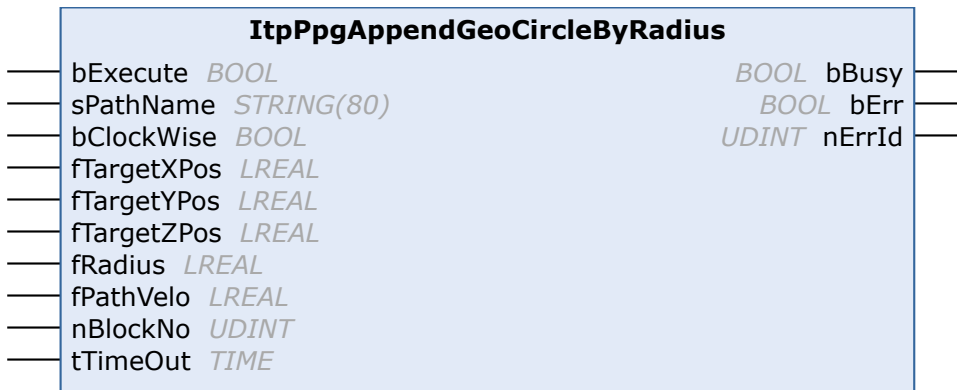 ItpPpgAppendGeoCircleByRadius
bExecute BOOL BOOL bBusy
sPathName STRING(80) BOOL bErr
bClockWise BOOL UDINT nErrId
fTargetXPos LREAL
fTargetYPos LREAL
fTargetZPos LREAL
fRadius LREAL
fPathVelo LREAL
nBlockNo UDINT
tTimeOut TIME